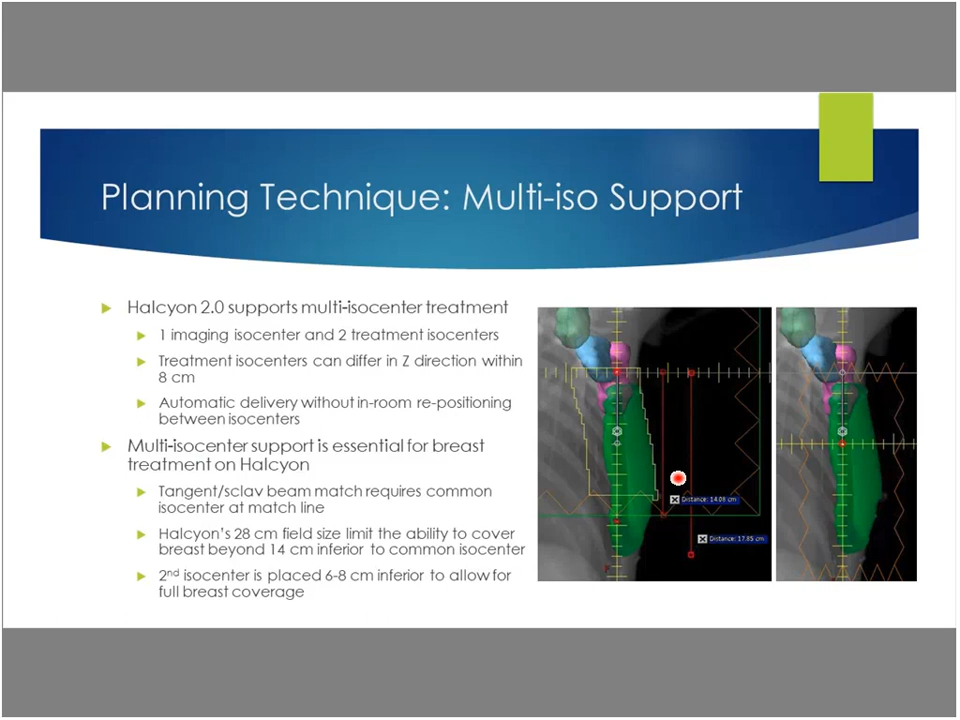 Planning Technique: Multi-iso Support
Halcyon 2.0 supports multi-isocenter treatment
1 imaging isocenter and 2 treatment isocenters
Treatment isocenters can differ in Z direction within
8 cm
Automatic delivery without in-room re-positioning
between isocenters
Multi-isocenter support is essential for breast
treatment on Halcyon
Tangent/sclav beam match requires common
isocenter at match line
Halcyon's 28 cm field size limit the ability to cover
breast beyond 14 cm inferior to common isocenter
2nd isocenter is placed 6-8 cm inferior to allow for
full breast coverage
Distance: 14.08 cm
Distance: 17.85 cm